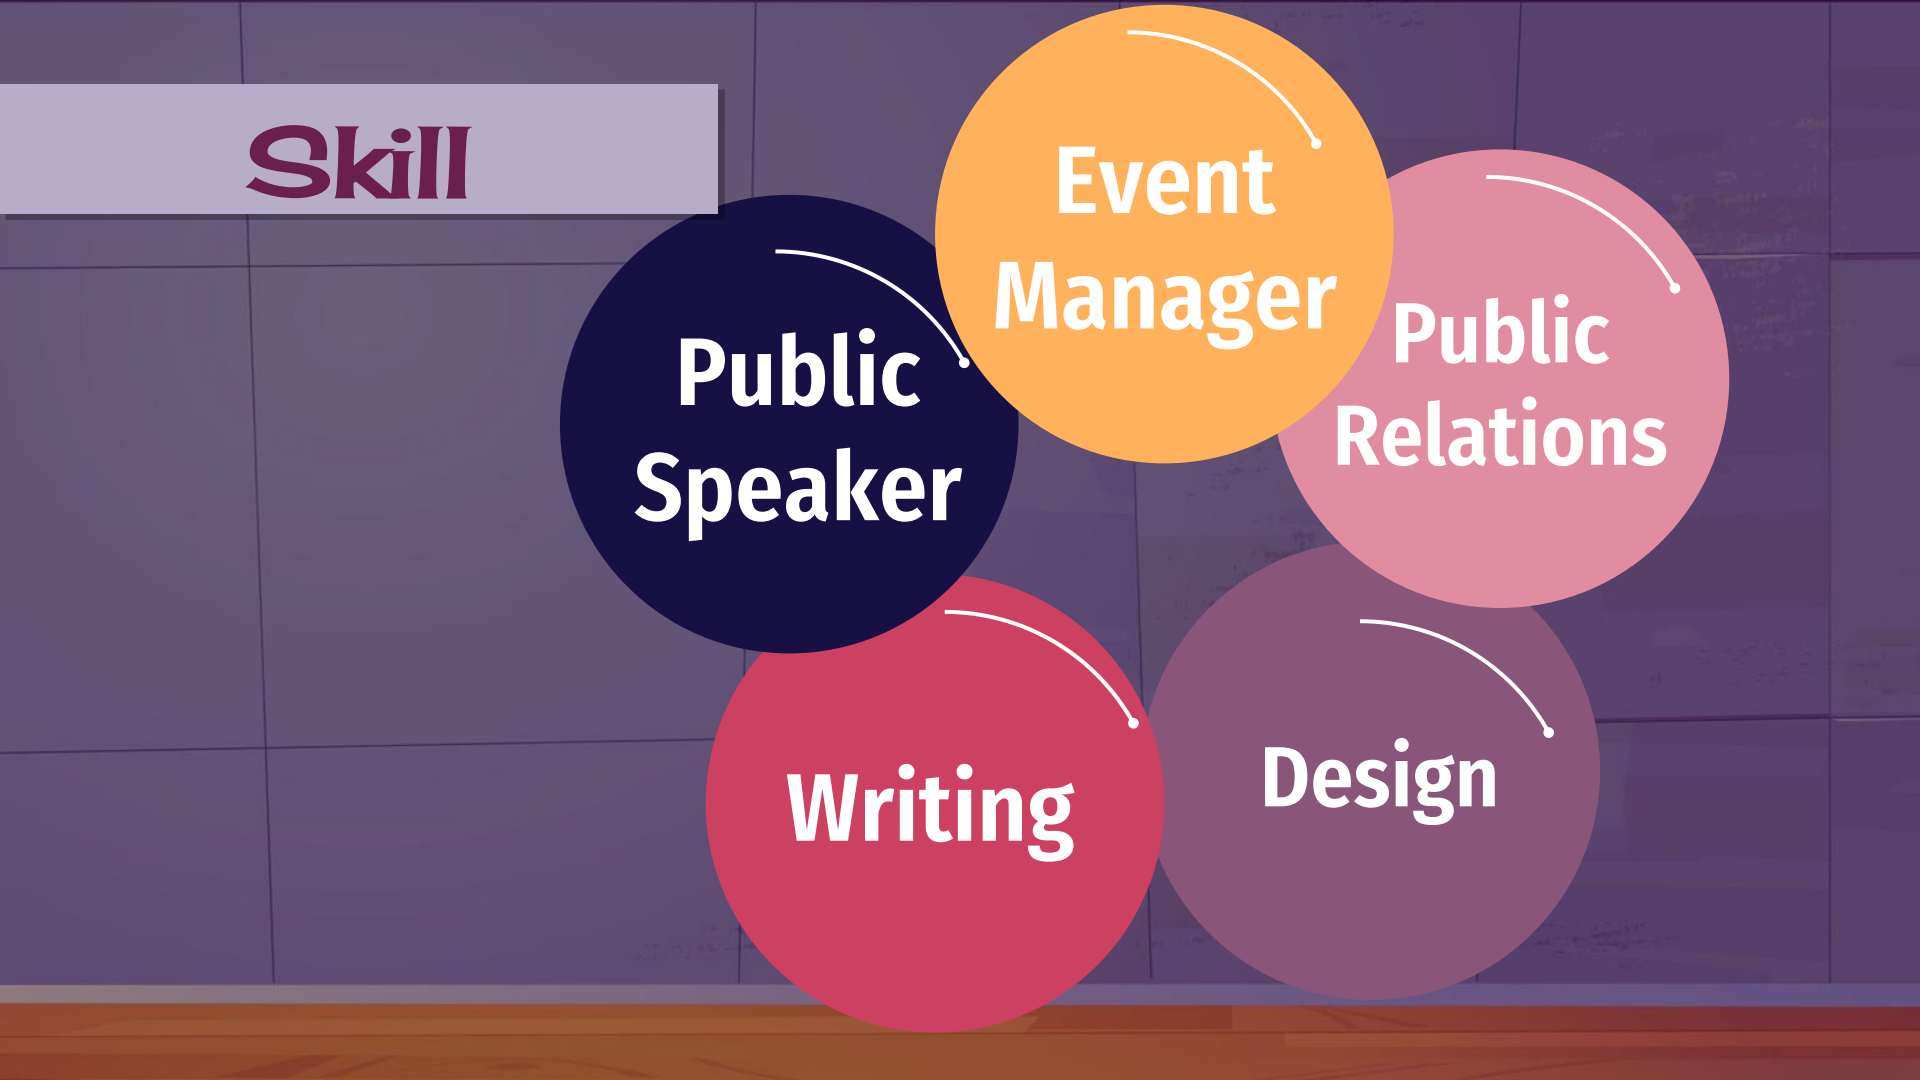 Skill
Event
Manager
Public
Speaker
Public
Relations
Writing
Design